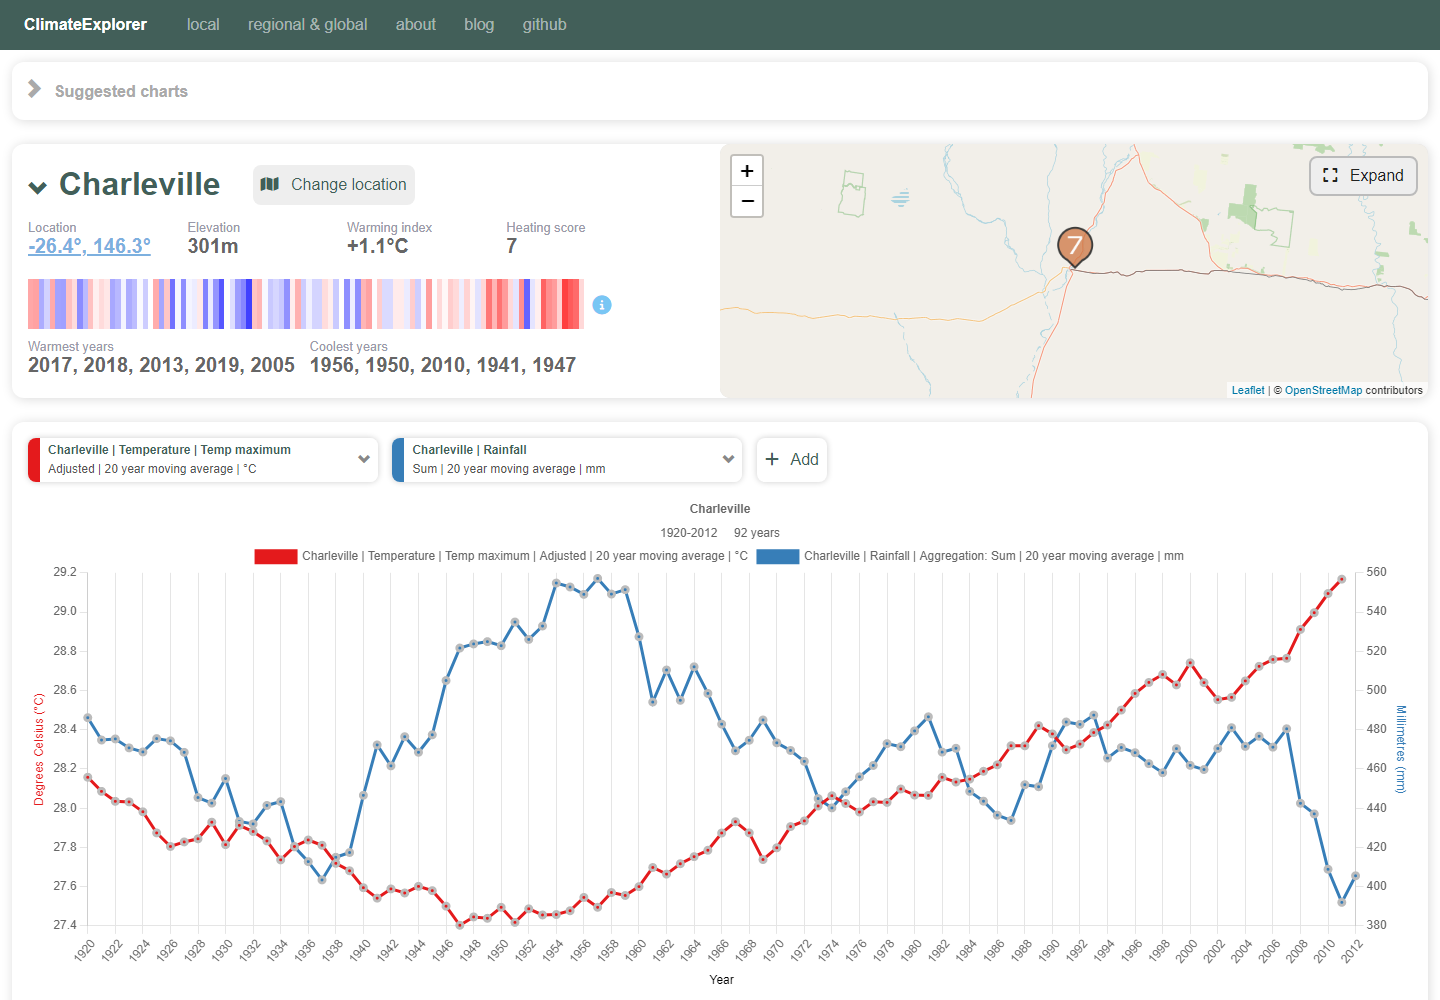 ClimateExplorer local regional & global about blog github
Suggested charts
Charleville Change location
Location Elevation Warming index Heating score
-26.4°, 146.3° 301m +1.1°C 7
Warmest years Coolest years
2017, 2018, 2013, 2019, 2005 1956, 1950, 2010, 1941, 1947
+
−
7
Expand
Leaflet | © OpenStreetMap contributors
Charleville | Temperature | Temp maximum
Adjusted | 20 year moving average | °C
Charleville | Rainfall
Sum | 20 year moving average | mm
+ Add
Charleville
1920-2012 92 years
Charleville | Temperature | Temp maximum | Adjusted | 20 year moving average | °C Charleville | Rainfall | Aggregation: Sum | 20 year moving average | mm
Degrees Celsius (°C)
29.2
29.0
28.8
28.6
28.4
28.2
28.0
27.8
27.6
27.4
560
540
520
500
480
460
440
420
400
380
Millimetres (mm)
1920 1922 1924 1926 1928 1930 1932 1934 1936 1938 1940 1942 1944 1946 1948 1950 1952 1954 1956 1958 1960 1962 1964 1966 1968 1970 1972 1974 1976 1978 1980 1982 1984 1986 1988 1990 1992 1994 1996 1998 2000 2002 2004 2006 2008 2010 2012
Year